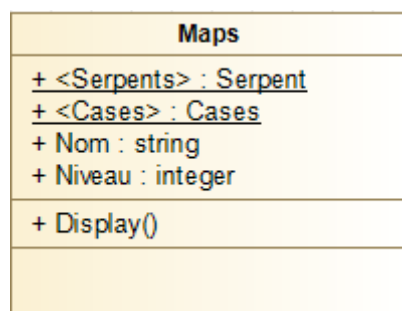 Maps
+ <Serpents> : Serpent
+ <Cases> : Cases
+ Nom : string
+ Niveau : integer
+ Display()